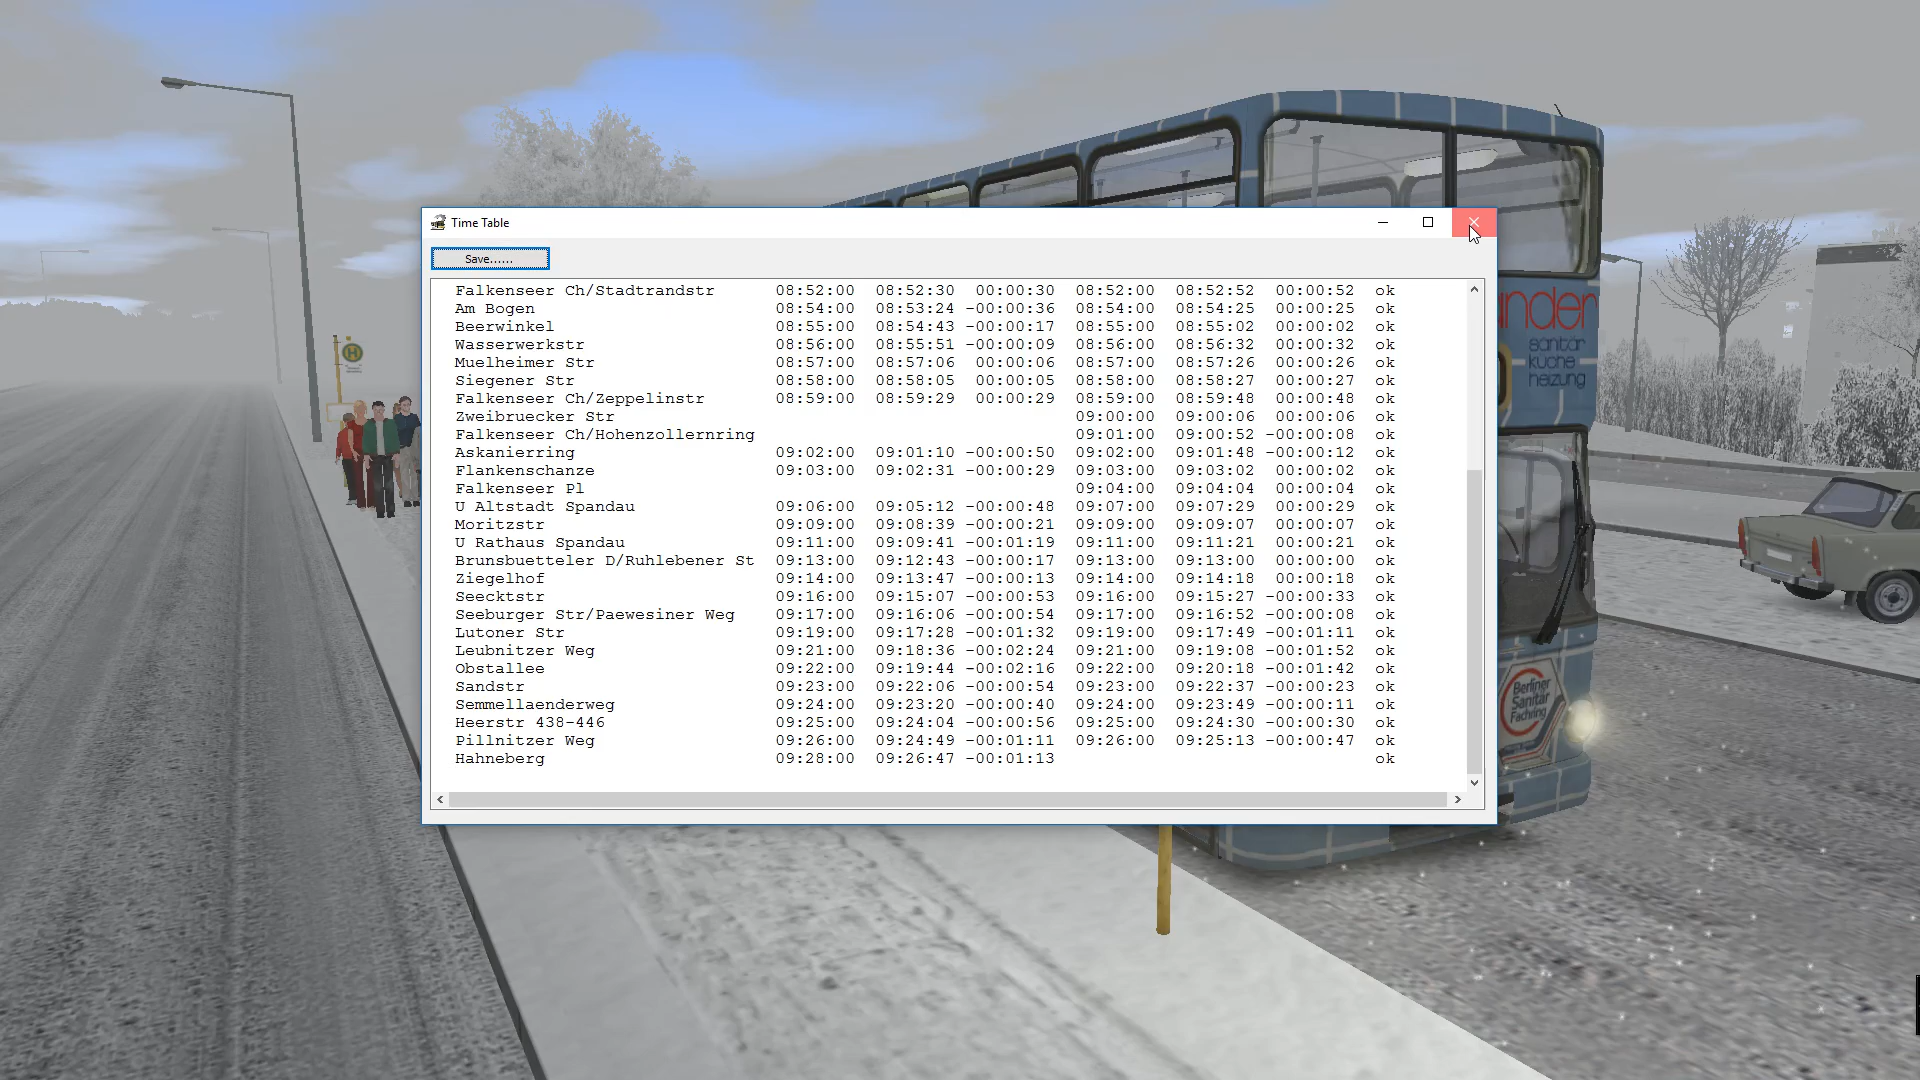 Time Table
Save......
Falkenseer Ch/Stadtrandstr 08:52:00 08:52:30 00:00:30 08:52:00 08:52:52 00:00:52 ok
Am Bogen 08:54:00 08:53:24 -00:00:36 08:54:00 08:54:25 00:00:25 ok
Beerwinkel 08:55:00 08:54:43 -00:00:17 08:55:00 08:55:02 00:00:02 ok
Wasserwerkstr 08:56:00 08:55:51 -00:00:09 08:56:00 08:56:32 00:00:32 ok
Muelheimer Str 08:57:00 08:57:06 00:00:06 08:57:00 08:57:26 00:00:26 ok
Siegener Str 08:58:00 08:58:05 00:00:05 08:58:00 08:58:27 00:00:27 ok
Falkenseer Ch/Zeppelinstr 08:59:00 08:59:29 00:00:29 08:59:00 08:59:48 00:00:48 ok
Zweibruecker Str 09:00:00 09:00:06 00:00:06 ok
Falkenseer Ch/Hohenzollernring 09:01:00 09:00:52 -00:00:08 ok
Askanierring 09:02:00 09:01:10 -00:00:50 09:02:00 09:01:48 -00:00:12 ok
Flankenschanze 09:03:00 09:02:31 -00:00:29 09:03:00 09:03:02 00:00:02 ok
Falkenseer Pl 09:04:00 09:04:04 00:00:04 ok
U Altstadt Spandau 09:06:00 09:05:12 -00:00:48 09:07:00 09:07:29 00:00:29 ok
Moritzstr 09:09:00 09:08:39 -00:00:21 09:09:00 09:09:07 00:00:07 ok
U Rathaus Spandau 09:11:00 09:09:41 -00:01:19 09:11:00 09:11:21 00:00:21 ok
Brunsbuetteler D/Ruhlebener St 09:13:00 09:12:43 -00:00:17 09:13:00 09:13:00 00:00:00 ok
Ziegelhof 09:14:00 09:13:47 -00:00:13 09:14:00 09:14:18 00:00:18 ok
Seecktstr 09:16:00 09:15:07 -00:00:53 09:16:00 09:15:27 -00:00:33 ok
Seeburger Str/Paewesiner Weg 09:17:00 09:16:06 -00:00:54 09:17:00 09:16:52 -00:00:08 ok
Lutoner Str 09:19:00 09:17:28 -00:01:32 09:19:00 09:17:49 -00:01:11 ok
Leubnitzer Weg 09:21:00 09:18:36 -00:02:24 09:21:00 09:19:08 -00:01:52 ok
Obstallee 09:22:00 09:19:44 -00:02:16 09:22:00 09:20:18 -00:01:42 ok
Sandstr 09:23:00 09:22:06 -00:00:54 09:23:00 09:22:37 -00:00:23 ok
Semmellaenderweg 09:24:00 09:23:20 -00:00:40 09:24:00 09:23:49 -00:00:11 ok
Heerstr 438-446 09:25:00 09:24:04 -00:00:56 09:25:00 09:24:30 -00:00:30 ok
Pillnitzer Weg 09:26:00 09:24:49 -00:01:11 09:26:00 09:25:13 -00:00:47 ok
Hahneberg 09:28:00 09:26:47 -00:01:13 ok
H
under
sanitär
küche
heizung
Berliner
Sanitär
Fachring